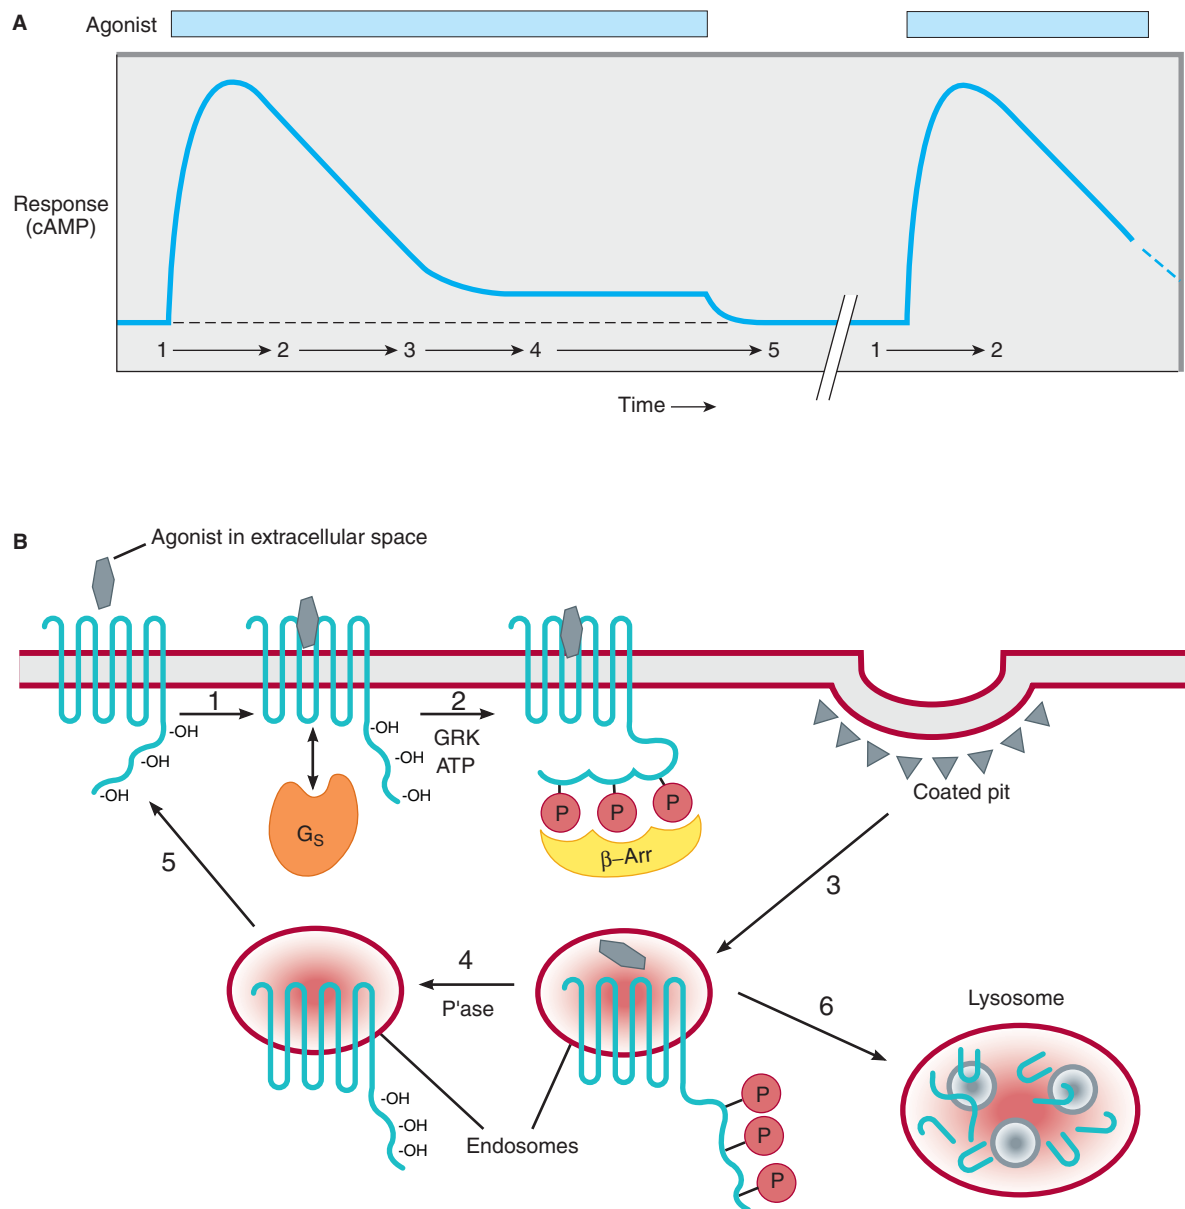 A
Agonist
Response
(cAMP)
1 2 3 4 5 1 2
Time
B
Agonist in extracellular space
-OH
-OH
-OH
1
-OH
-OH
-OH
2
GRK
ATP
GS
P P P
β–Arr
Coated pit
5
3
4
P'ase
6
Lysosome
-OH
-OH
-OH
Endosomes
P
P
P